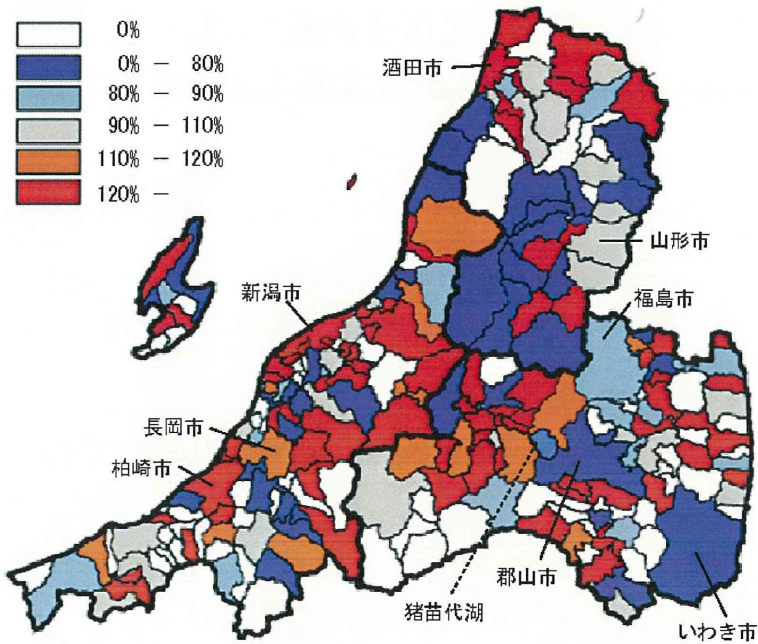 0%
0% - 80%
80% - 90%
90% - 110%
110% - 120%
120% -
酒田市
山形市
新潟市
福島市
長岡市
柏崎市
郡山市
猪苗代湖
いわき市